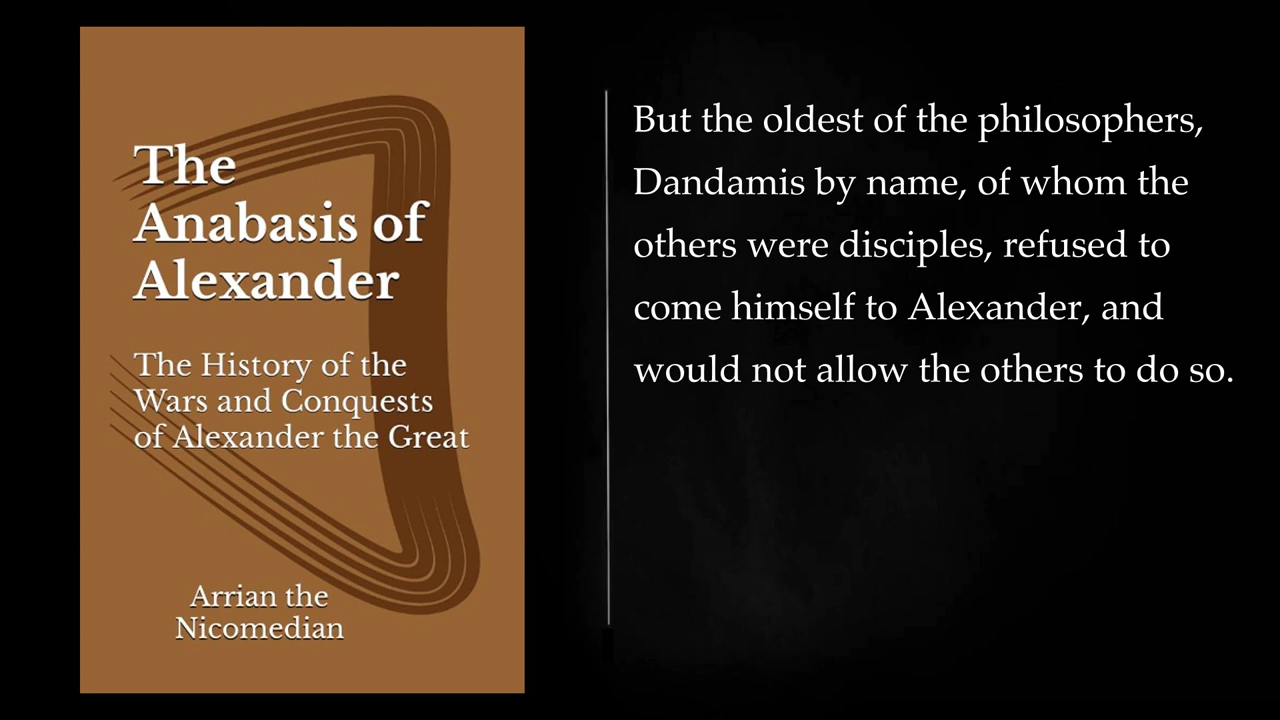 The
Anabasis of
Alexander
The History of the
Wars and Conquests
of Alexander the Great
Arrian the
Nicomedian
But the oldest of the philosophers,
Dandamis by name, of whom the
others were disciples, refused to
come himself to Alexander, and
would not allow the others to do so.